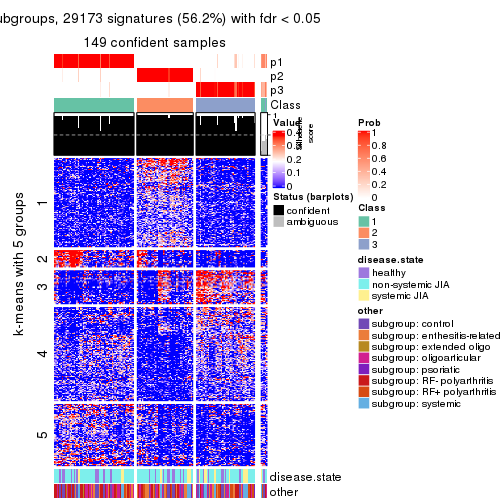 ubgroups, 29173 signatures (56.2%) with fdr < 0.05
149 confident samples
p1
p2
p3
Class
1
Silhouette
score
k-means with 5 groups
1
2
3
4
5
disease.state
other
Value
0.4
0.3
0.2
0.1
0
Status (barplots)
confident
ambiguous
Prob
1
0.8
0.6
0.4
0.2
0
Class
1
2
3
disease.state
healthy
non-systemic JIA
systemic JIA
other
subgroup: control
subgroup: enthesitis-related
subgroup: extended oligo
subgroup: oligoarticular
subgroup: psoriatic
subgroup: RF- polyarthritis
subgroup: RF+ polyarthritis
subgroup: systemic